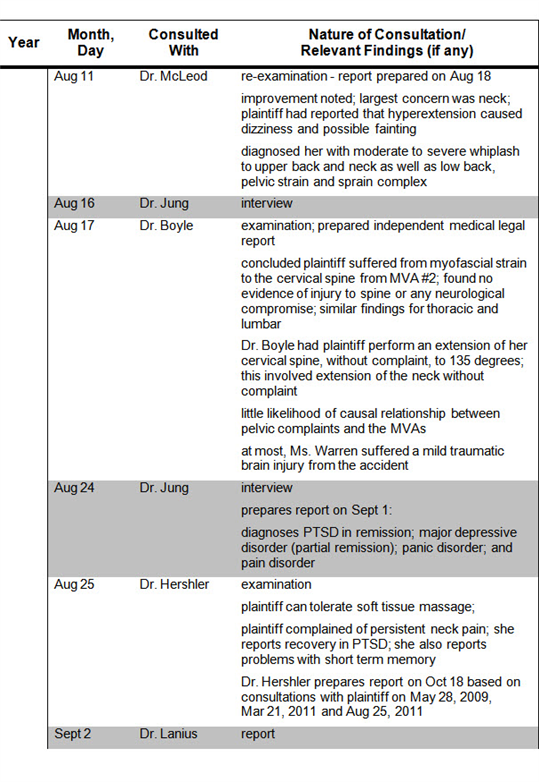 Year
Month, Day
Consulted With
Nature of Consultation/
Relevant Findings (if any)
Aug 11
Dr. McLeod
re-examination - report prepared on Aug 18
improvement noted; largest concern was neck;
plaintiff had reported that hyperextension caused
dizziness and possible fainting
diagnosed her with moderate to severe whiplash
to upper back and neck as well as low back,
pelvic strain and sprain complex
Aug 16
Dr. Jung
interview
Aug 17
Dr. Boyle
examination; prepared independent medical legal
report
concluded plaintiff suffered from myofascial strain
to the cervical spine from MVA #2; found no
evidence of injury to spine or any neurological
compromise; similar findings for thoracic and
lumbar
Dr. Boyle had plaintiff perform an extension of her
cervical spine, without complaint, to 135 degrees;
this involved extension of the neck without
complaint
little likelihood of causal relationship between
pelvic complaints and the MVAs
at most, Ms. Warren suffered a mild traumatic
brain injury from the accident
Aug 24
Dr. Jung
interview
prepares report on Sept 1:
diagnoses PTSD in remission; major depressive
disorder (partial remission); panic disorder; and
pain disorder
Aug 25
Dr. Hershler
examination
plaintiff can tolerate soft tissue massage;
plaintiff complained of persistent neck pain; she
reports recovery in PTSD; she also reports
problems with short term memory
Dr. Hershler prepares report on Oct 18 based on
consultations with plaintiff on May 28, 2009,
Mar 21, 2011 and Aug 25, 2011
Sept 2
Dr. Lanius
report